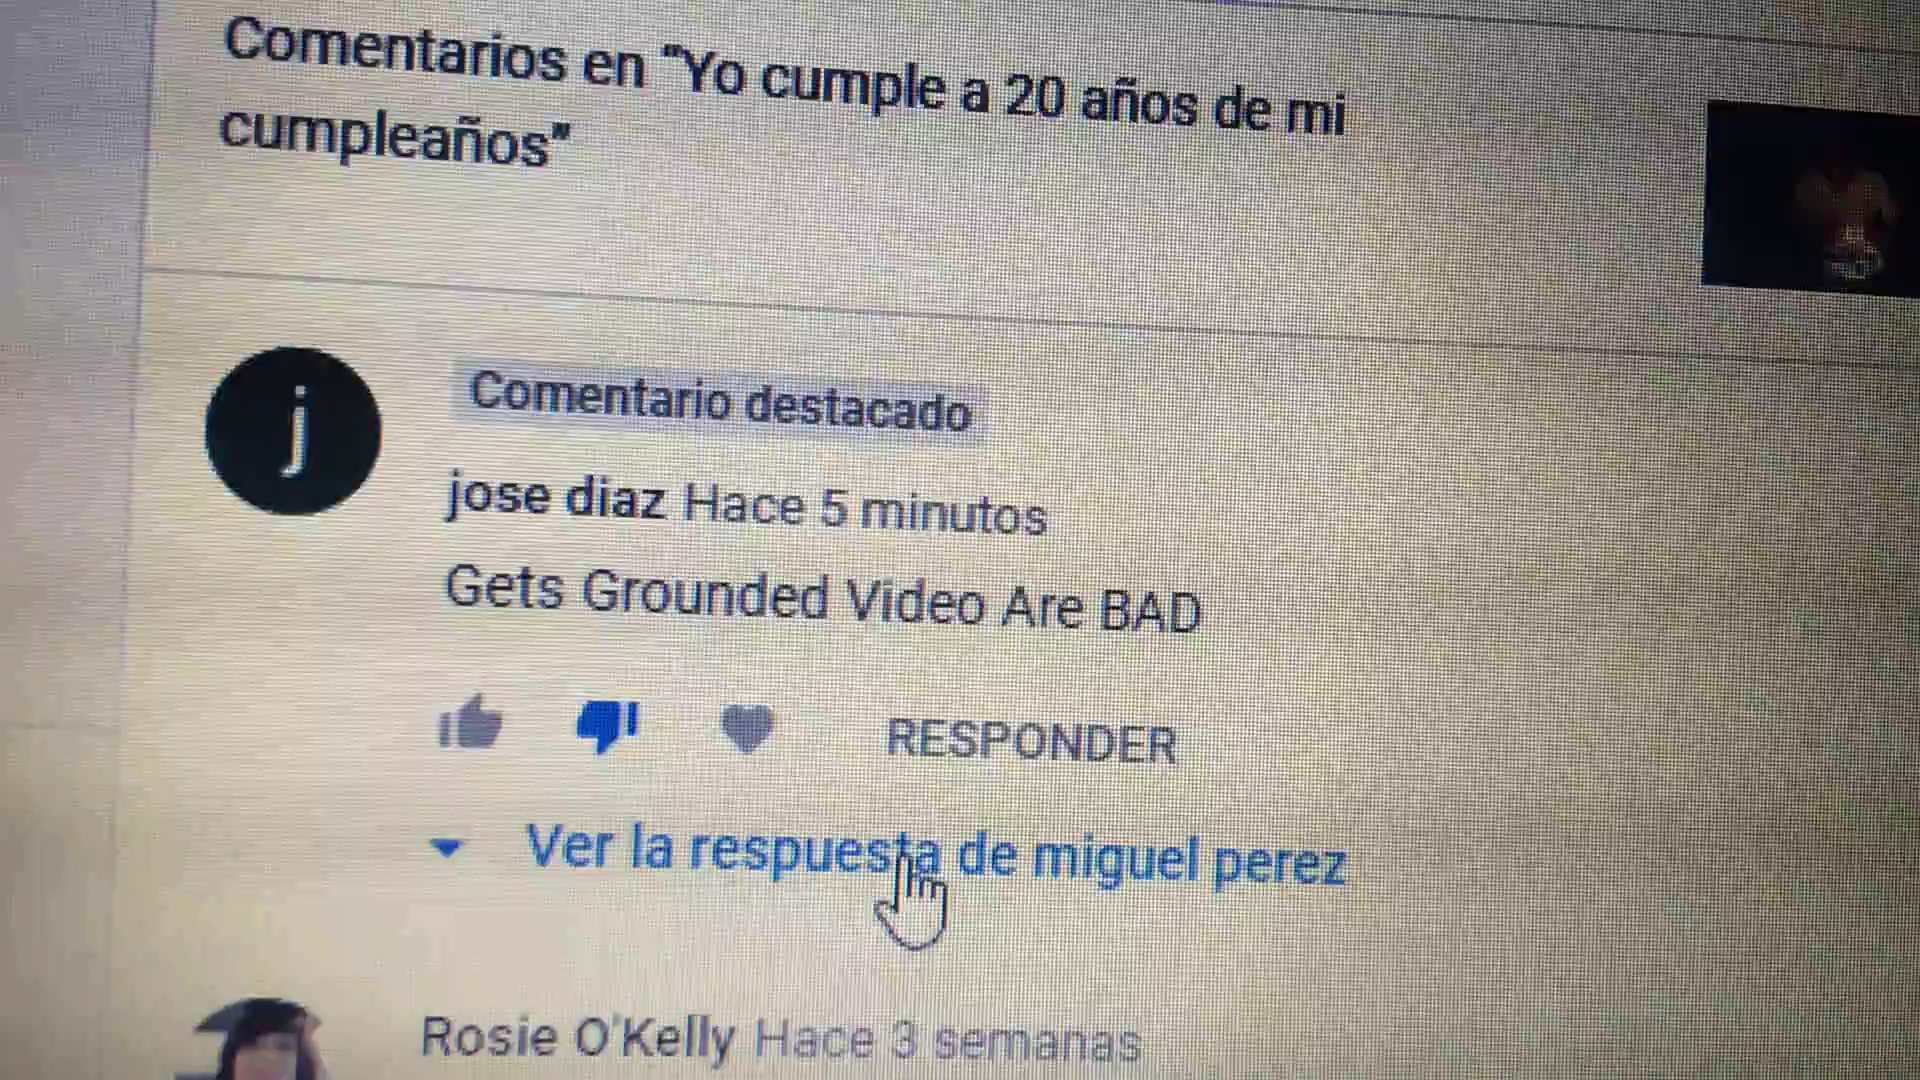 Comentarios en "Yo cumple a 20 años de mi
cumpleaños"
j
Comentario destacado
jose diaz Hace 5 minutos
Gets Grounded Video Are BAD
RESPONDER
Ver la respuesta de miguel perez
Rosie O'Kelly Hace 3 semanas